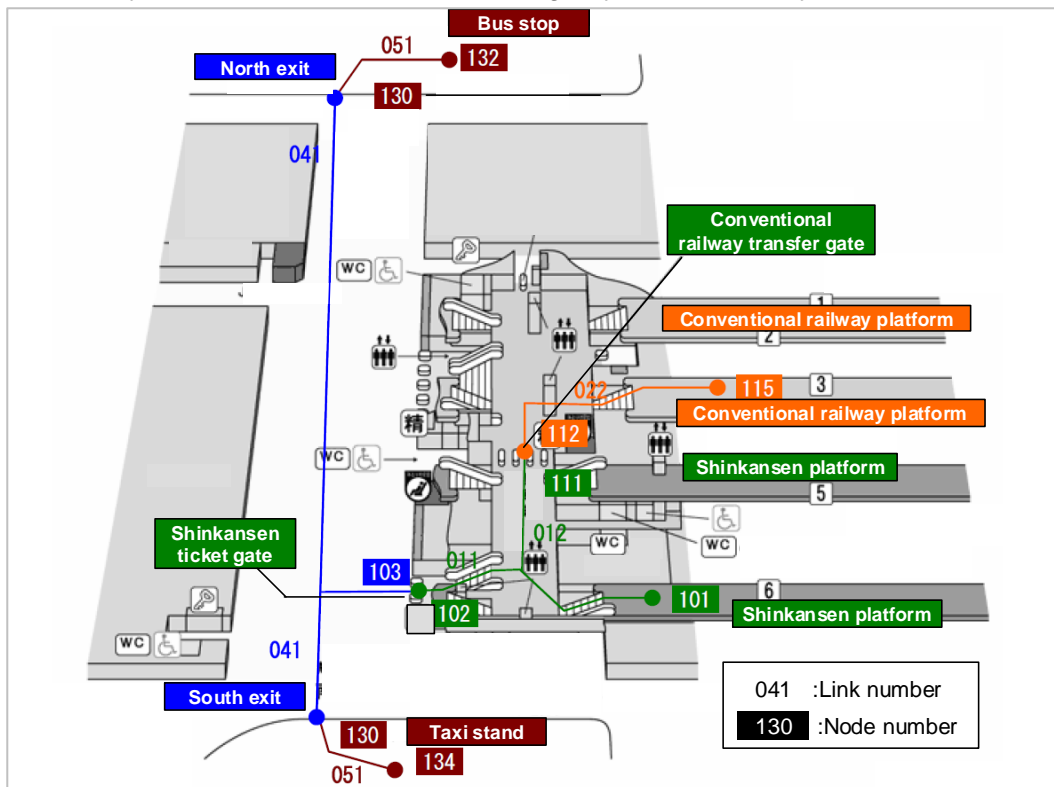 Bus stop
051
132
North exit
130
041
Conventional
railway transfer gate
WC
1
Conventional railway platform
2
3
022
115
Conventional railway platform
精
112
WC
Shinkansen platform
111
5
Shinkansen
ticket gate
012
WC
WC
011
103
6
101
102
Shinkansen platform
WC
041
South exit
041 :Link number
130 :Node number
130
Taxi stand
134
051